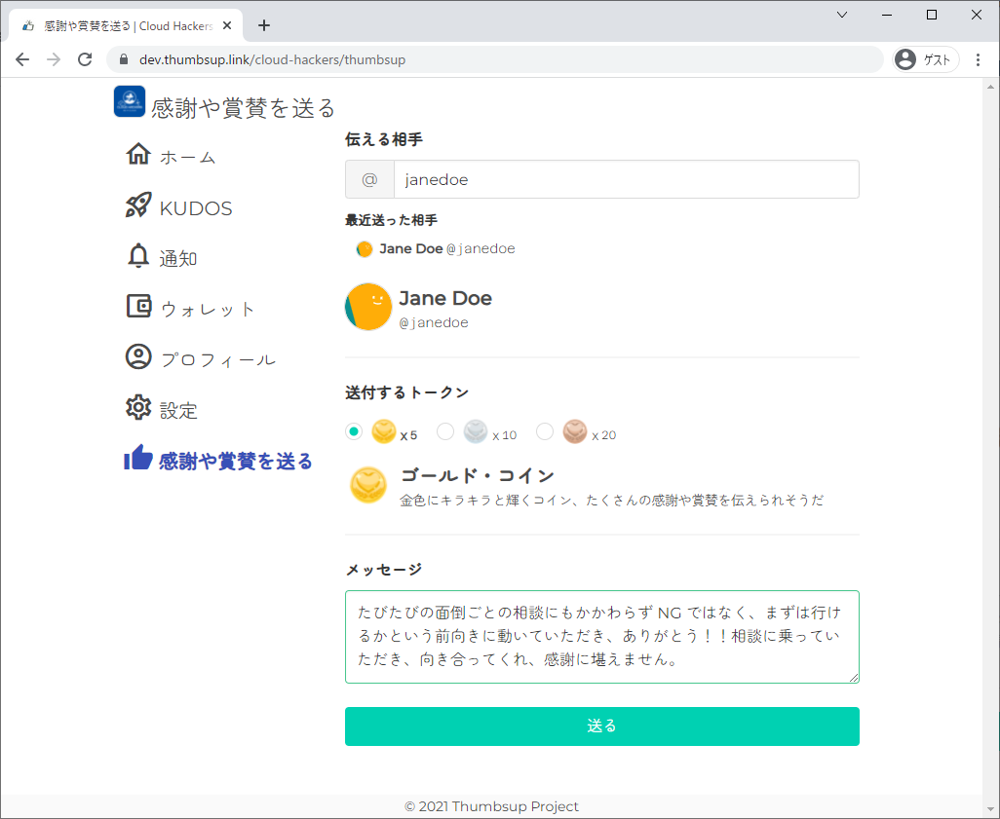 感謝や賞賛を送る | Cloud Hackers
dev.thumbsup.link/cloud-hackers/thumbsup
ゲスト
感謝や賞賛を送る
ホーム
KUDOS
通知
ウォレット
プロフィール
設定
感謝や賞賛を送る
伝える相手
@ janedoe
最近送った相手
Jane Doe @janedoe
Jane Doe
@janedoe
送付するトークン
x 5 x 10 x 20
ゴールド・コイン
金色にキラキラと輝くコイン、たくさんの感謝や賞賛を伝えられそうだ
メッセージ
たびたびの面倒ごとの相談にもかかわらず NG ではなく、まずは行け
るかという前向きに動いていただき、ありがとう！！相談に乗ってい
ただき、向き合ってくれ、感謝に堪えません。
送る
© 2021 Thumbsup Project